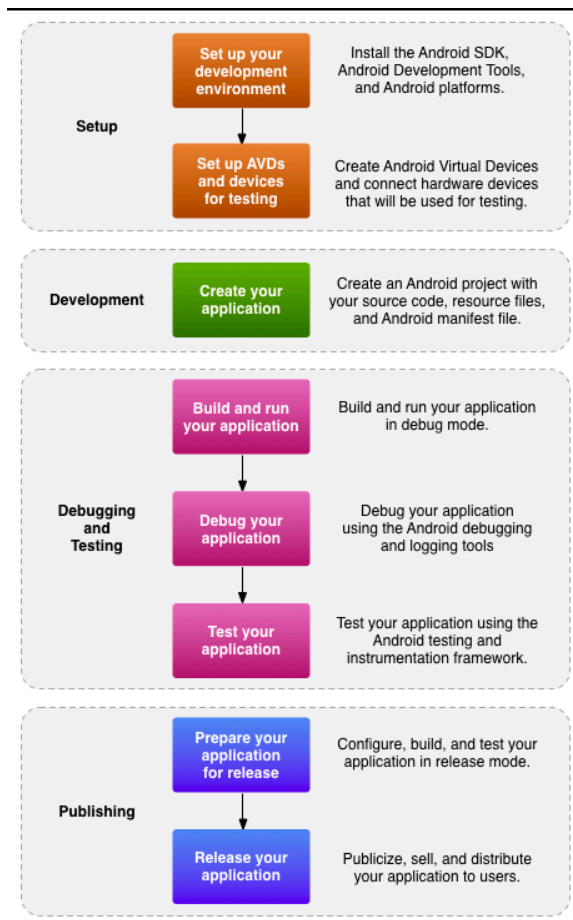 Setup
Set up your
development
environment
Install the Android SDK,
Android Development Tools,
and Android platforms.
Set up AVDs
and devices
for testing
Create Android Virtual Devices
and connect hardware devices
that will be used for testing.
Development
Create your
application
Create an Android project with
your source code, resource files,
and Android manifest file.
Debugging
and
Testing
Build and run
your application
Build and run your application
in debug mode.
Debug your
application
Debug your application
using the Android debugging
and logging tools
Test your
application
Test your application using the
Android testing and
instrumentation framework.
Publishing
Prepare your
application
for release
Configure, build, and test your
application in release mode.
Release your
application
Publicize, sell, and distribute
your application to users.